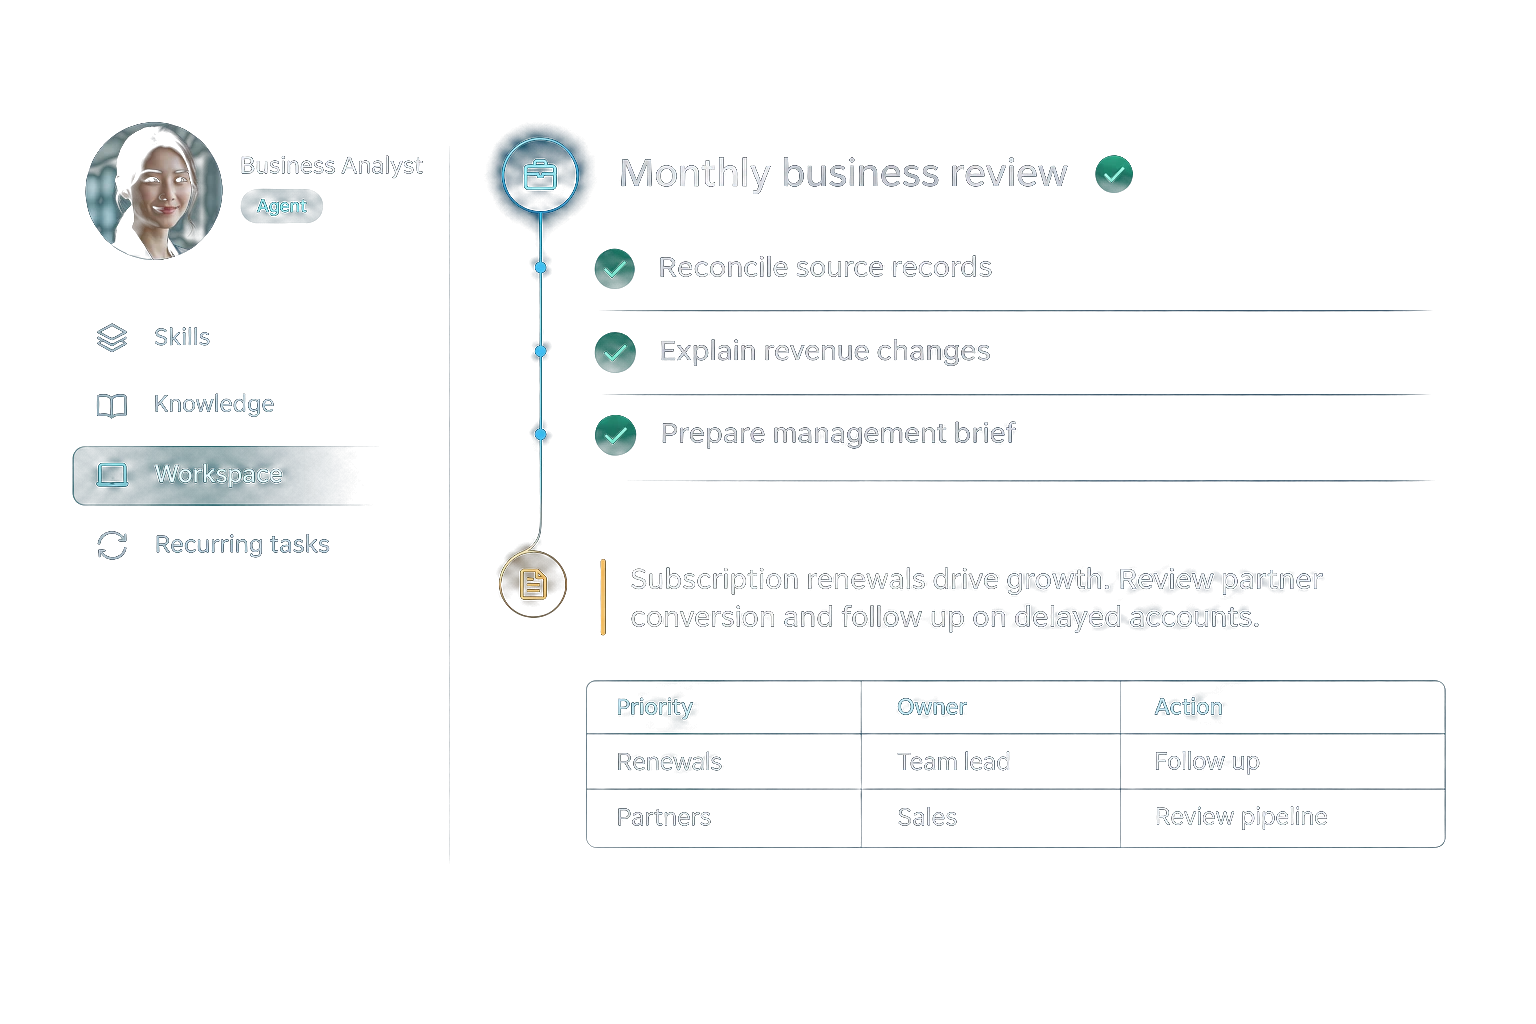 Business Analyst
Agent
Skills
Knowledge
Workspace
Recurring tasks
Monthly business review
Reconcile source records
Explain revenue changes
Prepare management brief
Subscription renewals drive growth. Review partner
conversion and follow up on delayed accounts.
Priority Owner Action
Renewals Team lead Follow up
Partners Sales Review pipeline